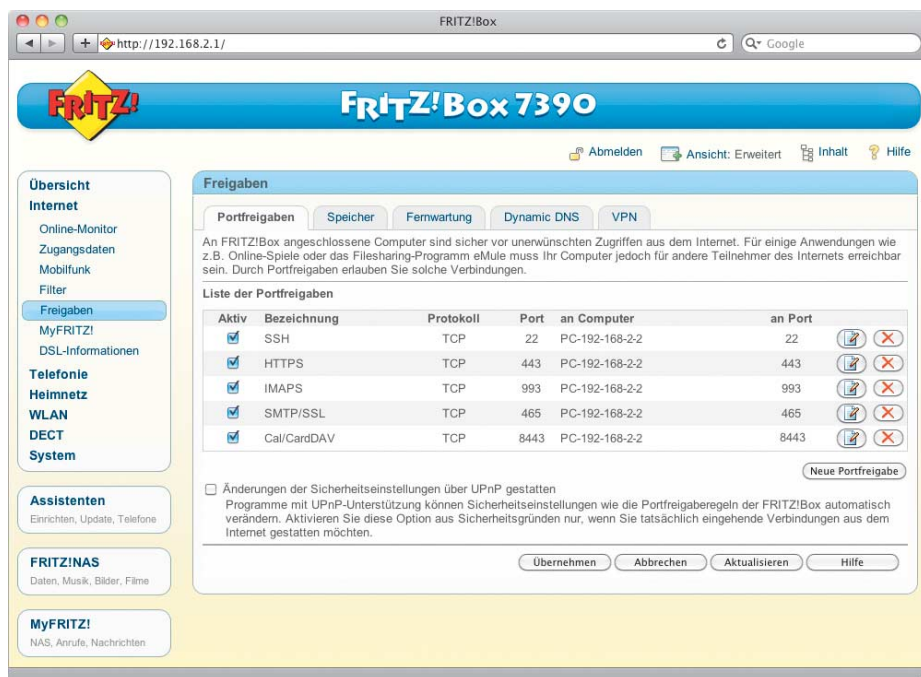 FRITZ!Box
http://192.168.2.1/
Google
FRITZ!
FRITZ!Box 7390
Abmelden
Ansicht: Erweitert
Inhalt
Hilfe
Übersicht
Internet
Online-Monitor
Zugangsdaten
Mobilfunk
Filter
Freigaben
MyFRITZ!
DSL-Informationen
Telefonie
Heimnetz
WLAN
DECT
System
Assistenten
Einrichten, Update, Telefone
FRITZ!NAS
Daten, Musik, Bilder, Filme
MyFRITZ!
NAS, Anrufe, Nachrichten
Freigaben
Portfreigaben Speicher Fernwartung Dynamic DNS VPN
An FRITZ!Box angeschlossene Computer sind sicher vor unerwünschten Zugriffen aus dem Internet. Für einige Anwendungen wie
z.B. Online-Spiele oder das Filesharing-Programm eMule muss Ihr Computer jedoch für andere Teilnehmer des Internets erreichbar
sein. Durch Portfreigaben erlauben Sie solche Verbindungen.
Liste der Portfreigaben
Aktiv Bezeichnung Protokoll Port an Computer an Port
SSH TCP 22 PC-192-168-2-2 22
HTTPS TCP 443 PC-192-168-2-2 443
IMAPS TCP 993 PC-192-168-2-2 993
SMTP/SSL TCP 465 PC-192-168-2-2 465
Cal/CardDAV TCP 8443 PC-192-168-2-2 8443
Neue Portfreigabe
Änderungen der Sicherheitseinstellungen über UPnP gestatten
Programme mit UPnP-Unterstützung können Sicherheitseinstellungen wie die Portfreigaberegeln der FRITZ!Box automatisch
verändern. Aktivieren Sie diese Option aus Sicherheitsgründen nur, wenn Sie tatsächlich eingehende Verbindungen aus dem
Internet gestatten möchten.
Übernehmen Abbrechen Aktualisieren Hilfe